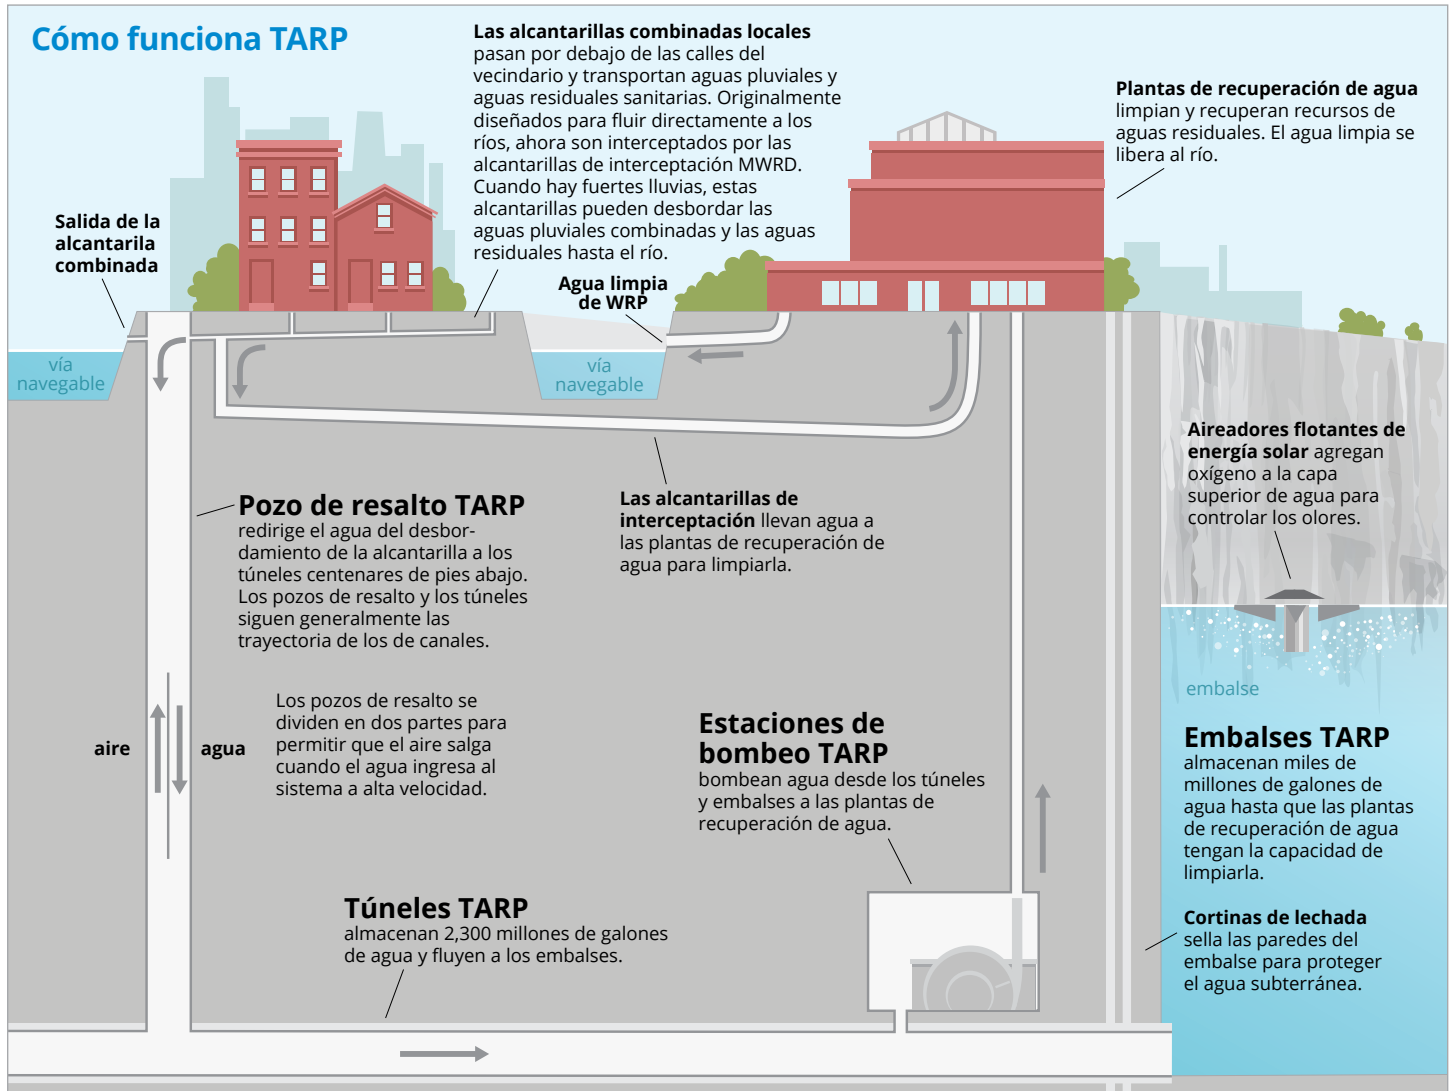 Cómo funciona TARP
Las alcantarillas combinadas locales
pasan por debajo de las calles del
vecindario y transportan aguas pluviales y
aguas residuales sanitarias. Originalmente
diseñados para fluir directamente a los
ríos, ahora son interceptados por las
alcantarillas de interceptación MWRD.
Cuando hay fuertes lluvias, estas
alcantarillas pueden desbordar las
aguas pluviales combinadas y las aguas
residuales hasta el río.
Plantas de recuperación de agua
limpian y recuperan recursos de
aguas residuales. El agua limpia se
libera al río.
Salida de la
alcantarila
combinada
Agua limpia
de WRP
vía
navegable
vía
navegable
Aireadores flotantes de
energía solar agregan
oxígeno a la capa
superior de agua para
controlar los olores.
Pozo de resalto TARP
redirige el agua del desbor-
damiento de la alcantarilla a los
túneles centenares de pies abajo.
Los pozos de resalto y los túneles
siguen generalmente las
trayectoria de los de canales.
Las alcantarillas de
interceptación llevan agua a
las plantas de recuperación de
agua para limpiarla.
aire
agua
Los pozos de resalto se
dividen en dos partes para
permitir que el aire salga
cuando el agua ingresa al
sistema a alta velocidad.
Estaciones de
bombeo TARP
bombean agua desde los túneles
y embalses a las plantas de
recuperación de agua.
embalse
Embalses TARP
almacenan miles de
millones de galones de
agua hasta que las plantas
de recuperación de agua
tengan la capacidad de
limpiarla.
Túneles TARP
almacenan 2,300 millones de galones
de agua y fluyen a los embalses.
Cortinas de lechada
sella las paredes del
embalse para proteger
el agua subterránea.